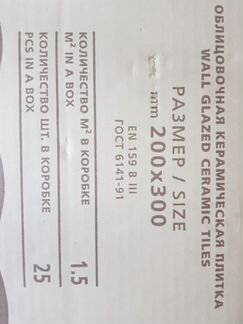 ОБЛИЦОВОЧНАЯ КЕРАМИЧЕСКАЯ ПЛИТКА
WALL GLAZED CERAMIC TILES
РАЗМЕР / SIZE
mm 200x300
EN 159 B III
ГОСТ 6141-91
КОЛИЧЕСТВО М² В КОРОБКЕ 1.5
M² IN A BOX
КОЛИЧЕСТВО ШТ. В КОРОБКЕ 25
PCS IN A BOX